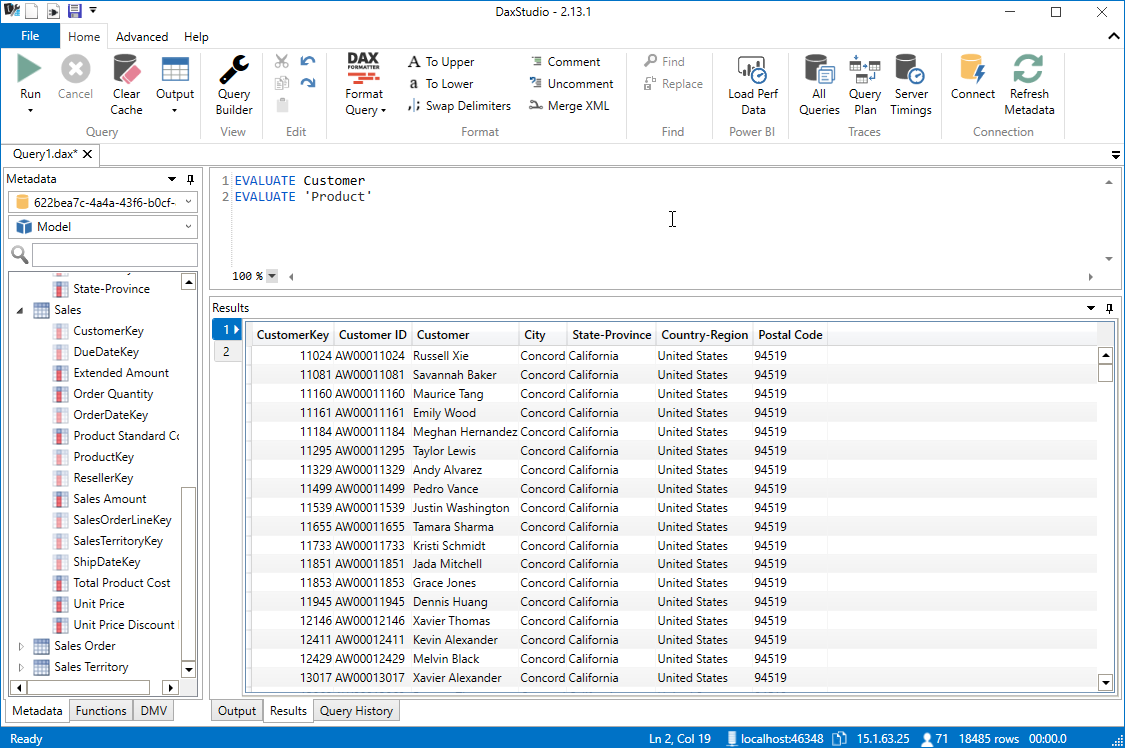 DaxStudio - 2.13.1
File Home Advanced Help
Run Cancel Clear Cache Output
Query
Query Builder
View
Edit
DAX FORMATTER
Format Query
A To Upper
a To Lower
Swap Delimiters
Comment
Uncomment
Merge XML
Format
Find
Replace
Find
Load Perf Data
Power BI
All Queries Query Plan Server Timings
Traces
Connect Refresh Metadata
Connection
Query1.dax*
Metadata
622bea7c-4a4a-43f6-b0cf-
Model
State-Province
Sales
CustomerKey
DueDateKey
Extended Amount
Order Quantity
OrderDateKey
Product Standard Co
ProductKey
ResellerKey
Sales Amount
SalesOrderLineKey
SalesTerritoryKey
ShipDateKey
Total Product Cost
Unit Price
Unit Price Discount
Sales Order
Sales Territory
Metadata Functions DMV
1 EVALUATE Customer
2 EVALUATE 'Product'
100 %
Results
1
2
CustomerKey Customer ID Customer City State-Province Country-Region Postal Code
11024 AW00011024 Russell Xie Concord California United States 94519
11081 AW00011081 Savannah Baker Concord California United States 94519
11160 AW00011160 Maurice Tang Concord California United States 94519
11161 AW00011161 Emily Wood Concord California United States 94519
11184 AW00011184 Meghan Hernandez Concord California United States 94519
11295 AW00011295 Taylor Lewis Concord California United States 94519
11329 AW00011329 Andy Alvarez Concord California United States 94519
11499 AW00011499 Pedro Vance Concord California United States 94519
11539 AW00011539 Justin Washington Concord California United States 94519
11655 AW00011655 Tamara Sharma Concord California United States 94519
11733 AW00011733 Kristi Schmidt Concord California United States 94519
11851 AW00011851 Jada Mitchell Concord California United States 94519
11853 AW00011853 Grace Jones Concord California United States 94519
11945 AW00011945 Dennis Huang Concord California United States 94519
12146 AW00012146 Xavier Thomas Concord California United States 94519
12411 AW00012411 Kevin Alexander Concord California United States 94519
12429 AW00012429 Melvin Black Concord California United States 94519
13017 AW00013017 Xavier Alexander Concord California United States 94519
Output Results Query History
Ready
Ln 2, Col 19 localhost:46348 15.1.63.25 71 18485 rows 00:00.0